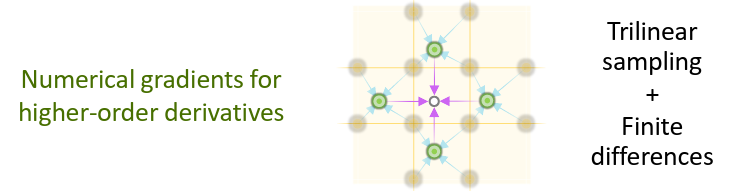 Numerical gradients for
higher-order derivatives
Trilinear
sampling
+
Finite
differences